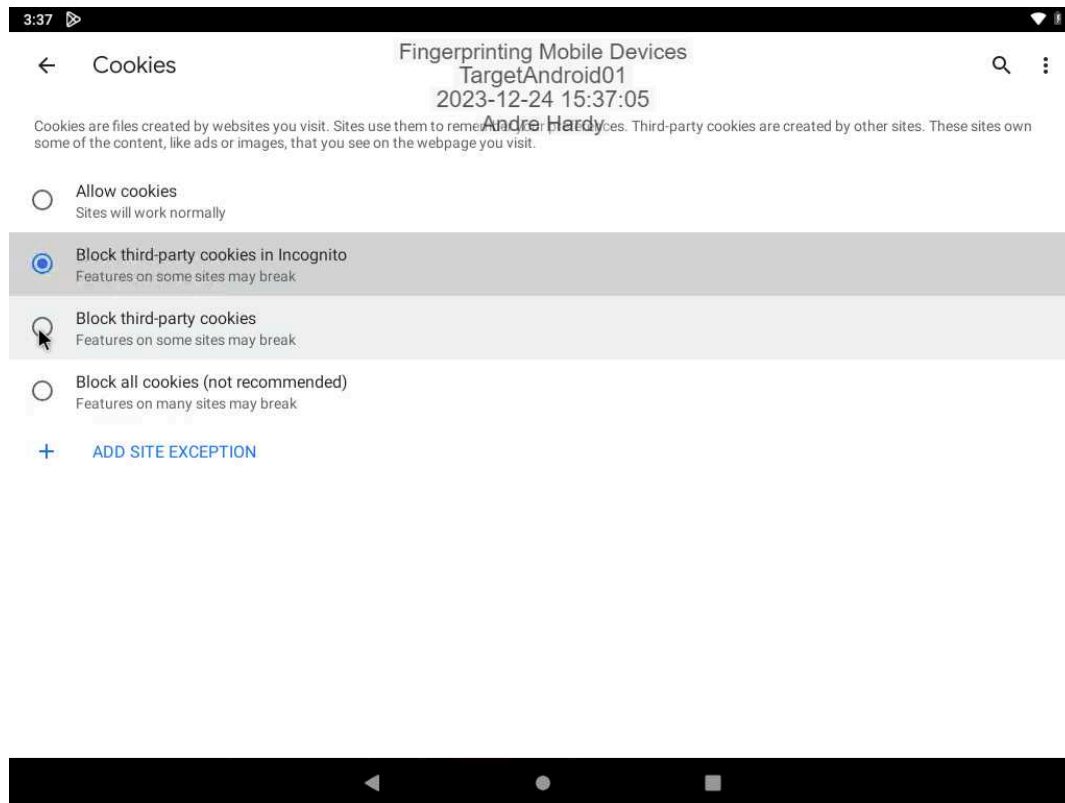 3:37
Cookies
Fingerprinting Mobile Devices
TargetAndroid01
2023-12-24 15:37:05
Andre Hardy
Cookies are files created by websites you visit. Sites use them to remember your preferences. Third-party cookies are created by other sites. These sites own
some of the content, like ads or images, that you see on the webpage you visit.
Allow cookies
Sites will work normally
Block third-party cookies in Incognito
Features on some sites may break
Block third-party cookies
Features on some sites may break
Block all cookies (not recommended)
Features on many sites may break
+ ADD SITE EXCEPTION